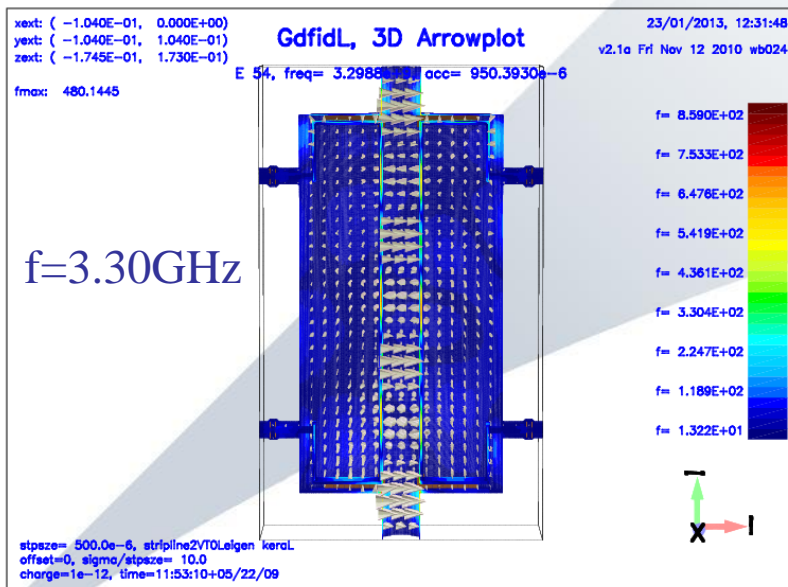 xext: ( -1.040E-01, 0.000E+00)
yext: ( -1.040E-01, 1.040E-01)
zext: ( -1.745E-01, 1.730E-01)
fmax: 480.1445
GdfidL, 3D Arrowplot
E 54, freq= 3.2988 acc= 950.3930e-6
23/01/2013, 12:31:48
v2.1a Fri Nov 12 2010 wb024
f= 8.590E+02
f= 7.533E+02
f= 6.476E+02
f= 5.419E+02
f= 4.361E+02
f= 3.304E+02
f= 2.247E+02
f= 1.189E+02
f= 1.322E+01
f=3.30GHz
X
stpsze= 500.0e-6, stripline2VT0Leigen keraL
offset=0, sigma/stpsze= 10.0
charge=1e-12, time=11:53:10+05/22/09